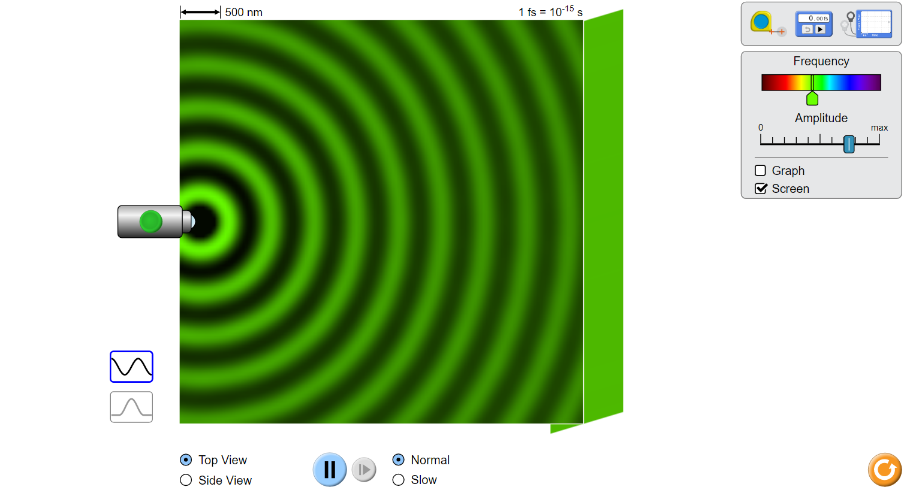 500 nm
1 fs = 10⁻¹⁵ s
Frequency
Amplitude
0
max
Graph
Screen
Top View
Side View
Normal
Slow